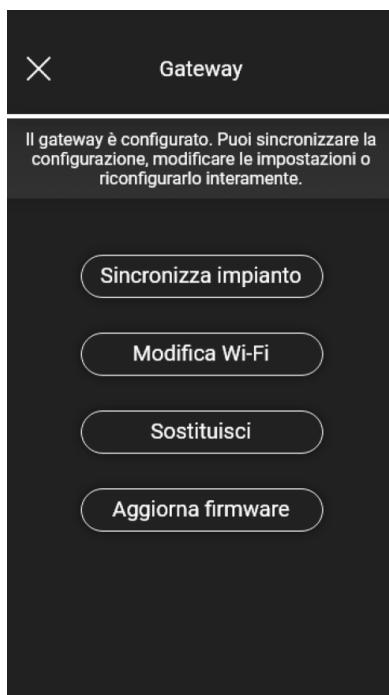 Gateway
Il gateway è configurato. Puoi sincronizzare la
configurazione, modificare le impostazioni o
riconfigurarlo interamente.
Sincronizza impianto
Modifica Wi-Fi
Sostituisci
Aggiorna firmware